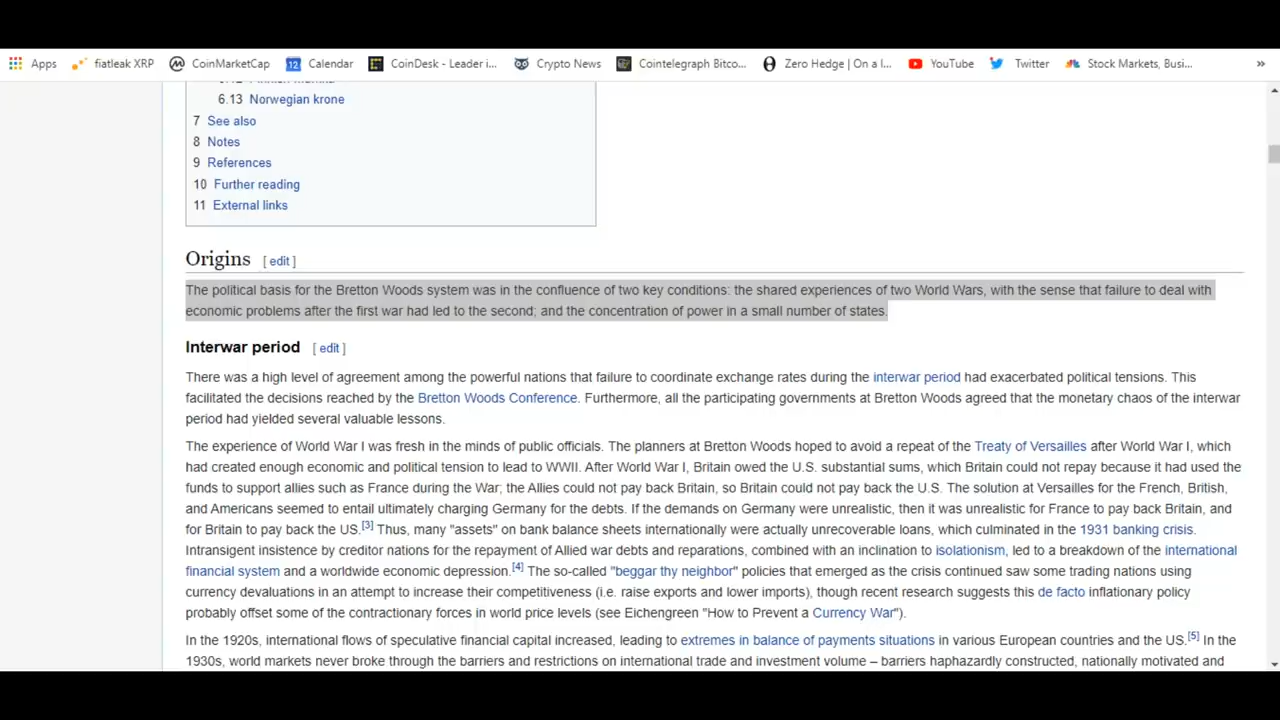 Apps fiatleak XRP CoinMarketCap 12 Calendar CoinDesk - Leader i... Crypto News Cointelegraph Bitco... Zero Hedge | On a l... YouTube Twitter Stock Markets, Busi... »
6.13 Norwegian krone
7 See also
8 Notes
9 References
10 Further reading
11 External links
Origins [ edit ]
The political basis for the Bretton Woods system was in the confluence of two key conditions: the shared experiences of two World Wars, with the sense that failure to deal with
economic problems after the first war had led to the second; and the concentration of power in a small number of states.
Interwar period [ edit ]
There was a high level of agreement among the powerful nations that failure to coordinate exchange rates during the interwar period had exacerbated political tensions. This
facilitated the decisions reached by the Bretton Woods Conference. Furthermore, all the participating governments at Bretton Woods agreed that the monetary chaos of the interwar
period had yielded several valuable lessons.
The experience of World War I was fresh in the minds of public officials. The planners at Bretton Woods hoped to avoid a repeat of the Treaty of Versailles after World War I, which
had created enough economic and political tension to lead to WWII. After World War I, Britain owed the U.S. substantial sums, which Britain could not repay because it had used the
funds to support allies such as France during the War; the Allies could not pay back Britain, so Britain could not pay back the U.S. The solution at Versailles for the French, British,
and Americans seemed to entail ultimately charging Germany for the debts. If the demands on Germany were unrealistic, then it was unrealistic for France to pay back Britain, and
for Britain to pay back the US.[3] Thus, many "assets" on bank balance sheets internationally were actually unrecoverable loans, which culminated in the 1931 banking crisis.
Intransigent insistence by creditor nations for the repayment of Allied war debts and reparations, combined with an inclination to isolationism, led to a breakdown of the international
financial system and a worldwide economic depression.[4] The so-called "beggar thy neighbor" policies that emerged as the crisis continued saw some trading nations using
currency devaluations in an attempt to increase their competitiveness (i.e. raise exports and lower imports), though recent research suggests this de facto inflationary policy
probably offset some of the contractionary forces in world price levels (see Eichengreen "How to Prevent a Currency War").
In the 1920s, international flows of speculative financial capital increased, leading to extremes in balance of payments situations in various European countries and the US.[5] In the
1930s, world markets never broke through the barriers and restrictions on international trade and investment volume – barriers haphazardly constructed, nationally motivated and